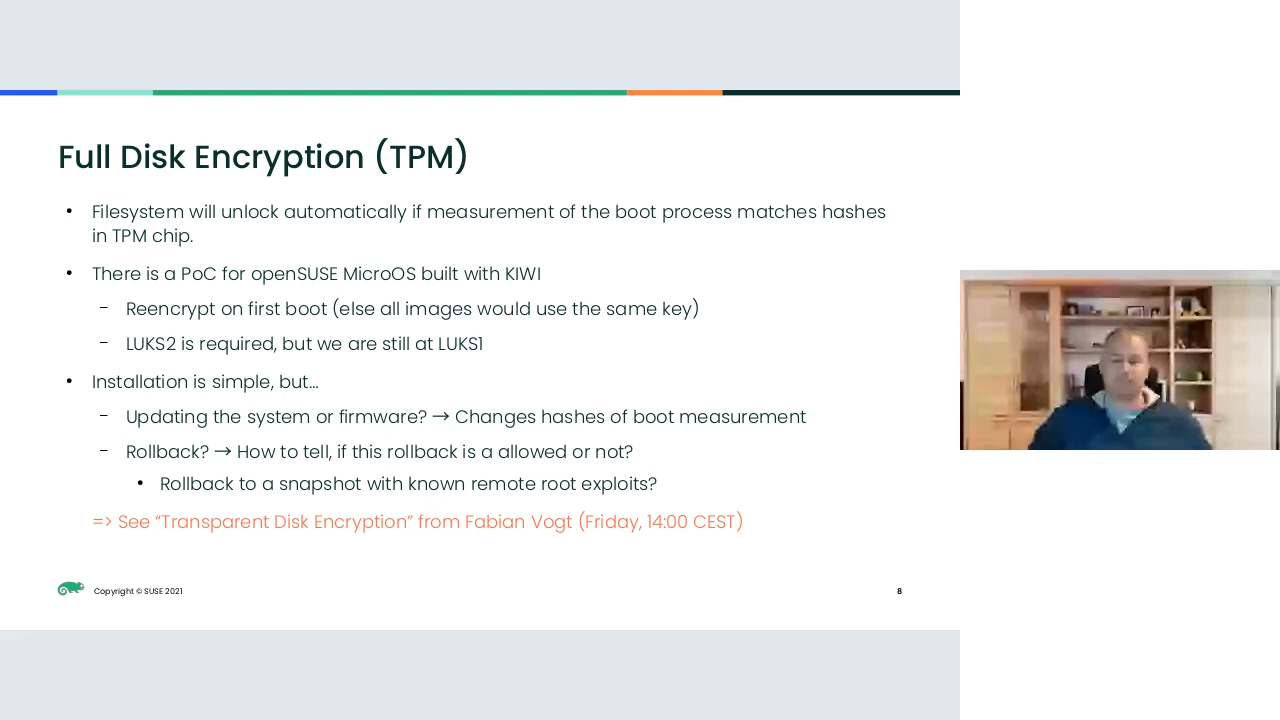 Full Disk Encryption (TPM)
• Filesystem will unlock automatically if measurement of the boot process matches hashes
in TPM chip.
• There is a PoC for openSUSE MicroOS built with KIWI
– Reencrypt on first boot (else all images would use the same key)
– LUKS2 is required, but we are still at LUKS1
• Installation is simple, but...
– Updating the system or firmware? → Changes hashes of boot measurement
– Rollback? → How to tell, if this rollback is a allowed or not?
• Rollback to a snapshot with known remote root exploits?
=> See “Transparent Disk Encryption” from Fabian Vogt (Friday, 14:00 CEST)
Copyright © SUSE 2021
8